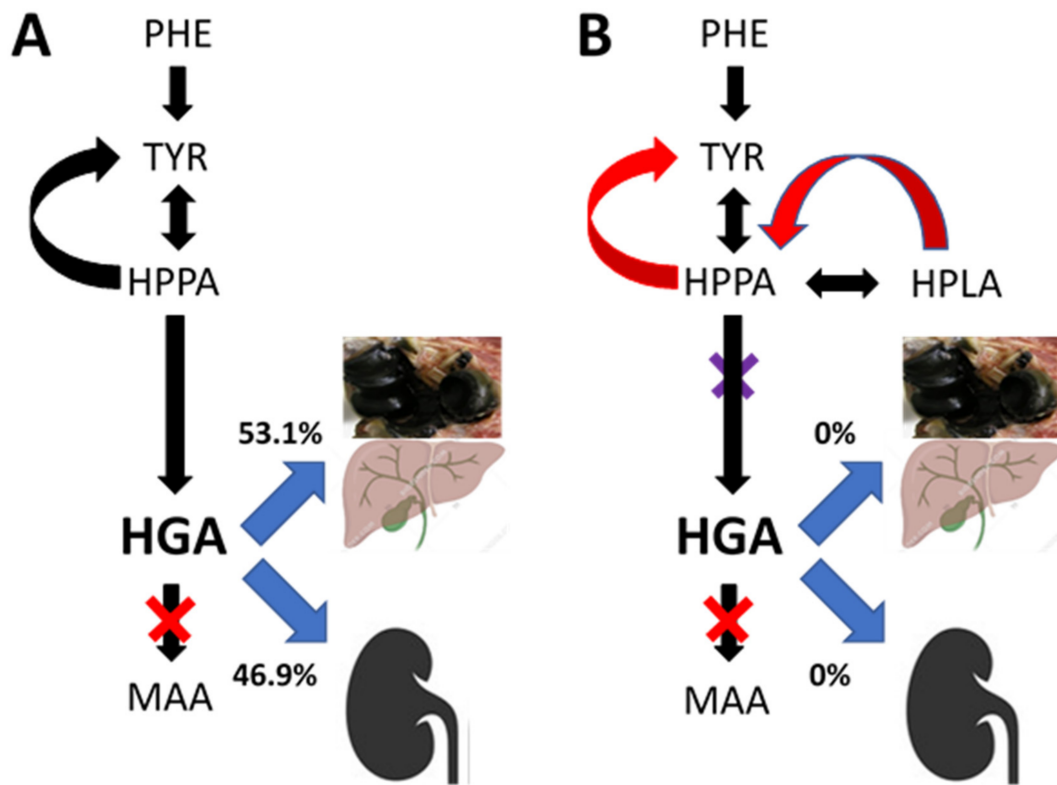 A
PHE
TYR
HPPA
53.1%
HGA
46.9%
MAA
B
PHE
TYR
HPPA
HPLA
0%
HGA
0%
MAA